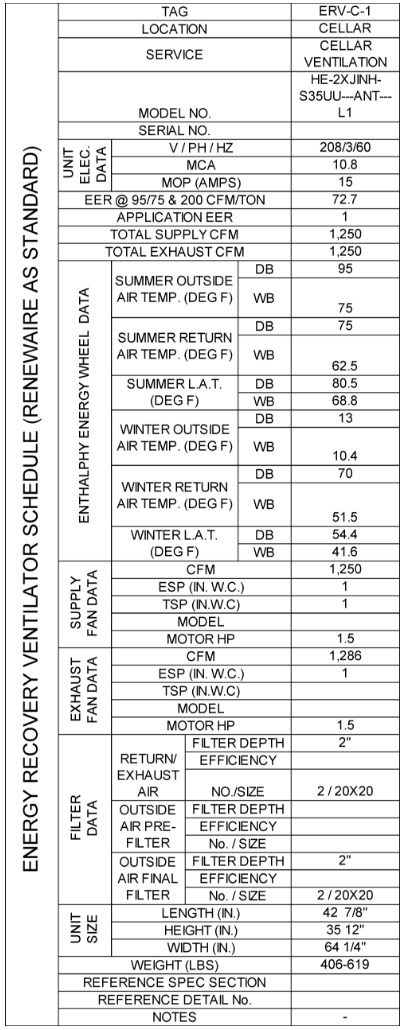 ENERGY RECOVERY VENTILATOR SCHEDULE (RENEWAIRE AS STANDARD)
TAG ERV-C-1
LOCATION CELLAR
SERVICE CELLAR VENTILATION
MODEL NO. HE-2XJINH-S35UU---ANT---L1
SERIAL NO.
UNIT ELEC. DATA
V / PH / HZ 208/3/60
MCA 10.8
MOP (AMPS) 15
EER @ 95/75 & 200 CFM/TON 72.7
APPLICATION EER 1
TOTAL SUPPLY CFM 1,250
TOTAL EXHAUST CFM 1,250
ENTHALPHY ENERGY WHEEL DATA
SUMMER OUTSIDE AIR TEMP. (DEG F) DB 95
WB 75
SUMMER RETURN AIR TEMP. (DEG F) DB 75
WB 62.5
SUMMER L.A.T. (DEG F) DB 80.5
WB 68.8
WINTER OUTSIDE AIR TEMP. (DEG F) DB 13
WB 10.4
WINTER RETURN AIR TEMP. (DEG F) DB 70
WB 51.5
WINTER L.A.T. (DEG F) DB 54.4
WB 41.6
SUPPLY FAN DATA
CFM 1,250
ESP (IN. W.C.) 1
TSP (IN.W.C) 1
MODEL
MOTOR HP 1.5
EXHAUST FAN DATA
CFM 1,286
ESP (IN. W.C.) 1
TSP (IN.W.C)
MODEL
MOTOR HP 1.5
FILTER DATA
RETURN/ EXHAUST AIR FILTER DEPTH 2"
EFFICIENCY
NO./SIZE 2 / 20X20
OUTSIDE AIR PRE-FILTER FILTER DEPTH
EFFICIENCY
No. / SIZE
OUTSIDE AIR FINAL FILTER FILTER DEPTH 2"
EFFICIENCY
No. / SIZE 2 / 20X20
UNIT SIZE
LENGTH (IN.) 42 7/8"
HEIGHT (IN.) 35 12"
WIDTH (IN.) 64 1/4"
WEIGHT (LBS) 406-619
REFERENCE SPEC SECTION
REFERENCE DETAIL No.
NOTES -